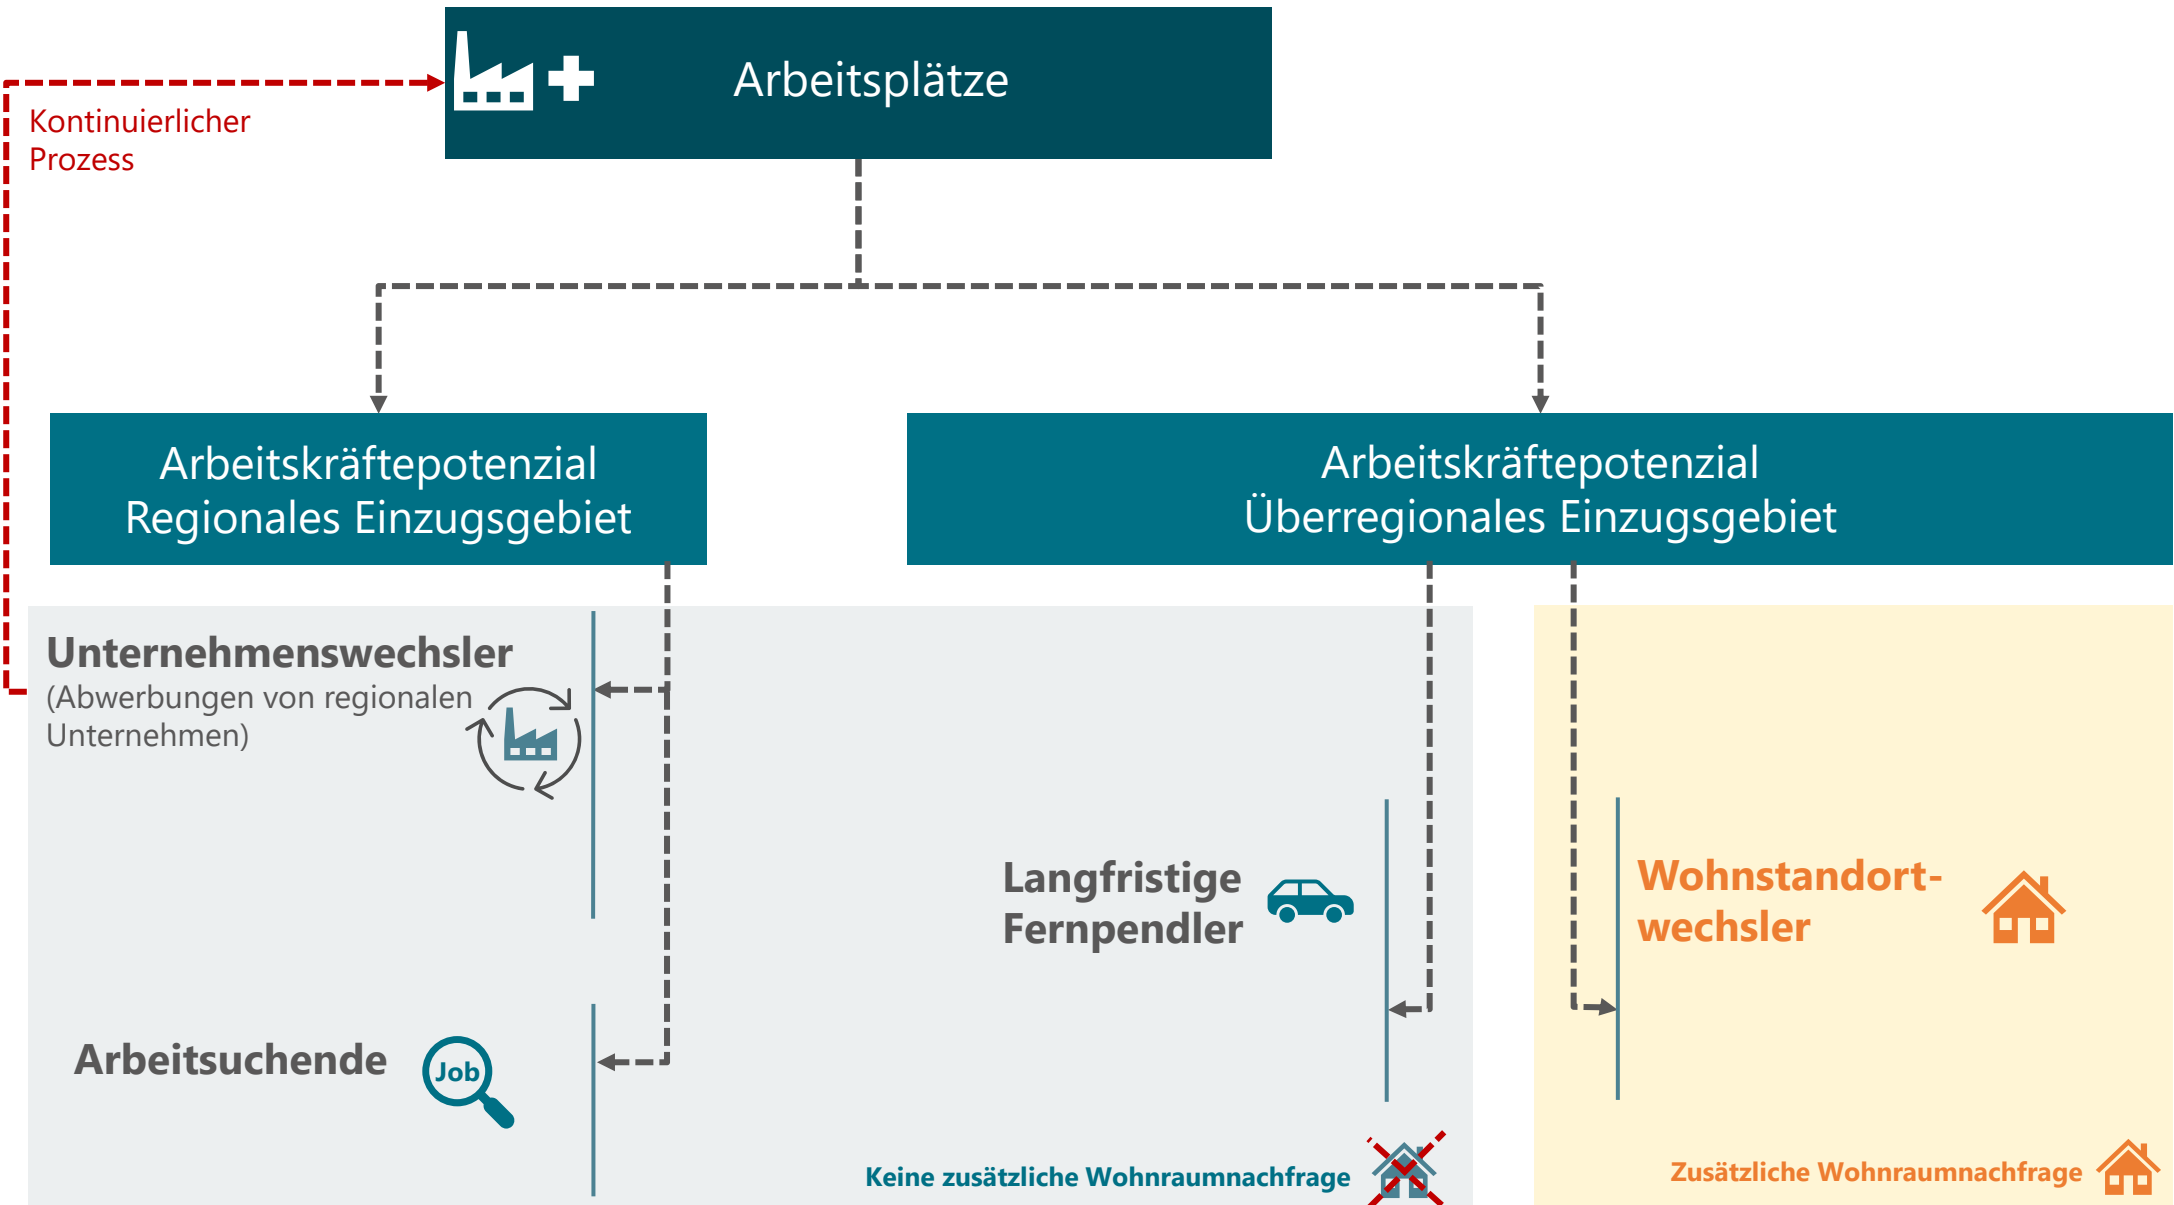 Arbeitsplätze
Kontinuierlicher
Prozess
Arbeitskräftepotenzial
Regionales Einzugsgebiet
Arbeitskräftepotenzial
Überregionales Einzugsgebiet
Unternehmenswechsler
(Abwerbungen von regionalen
Unternehmen)
Langfristige
Fernpendler
Wohnstandort-
wechsler
Arbeitsuchende
Job
Keine zusätzliche Wohnraumnachfrage
Zusätzliche Wohnraumnachfrage